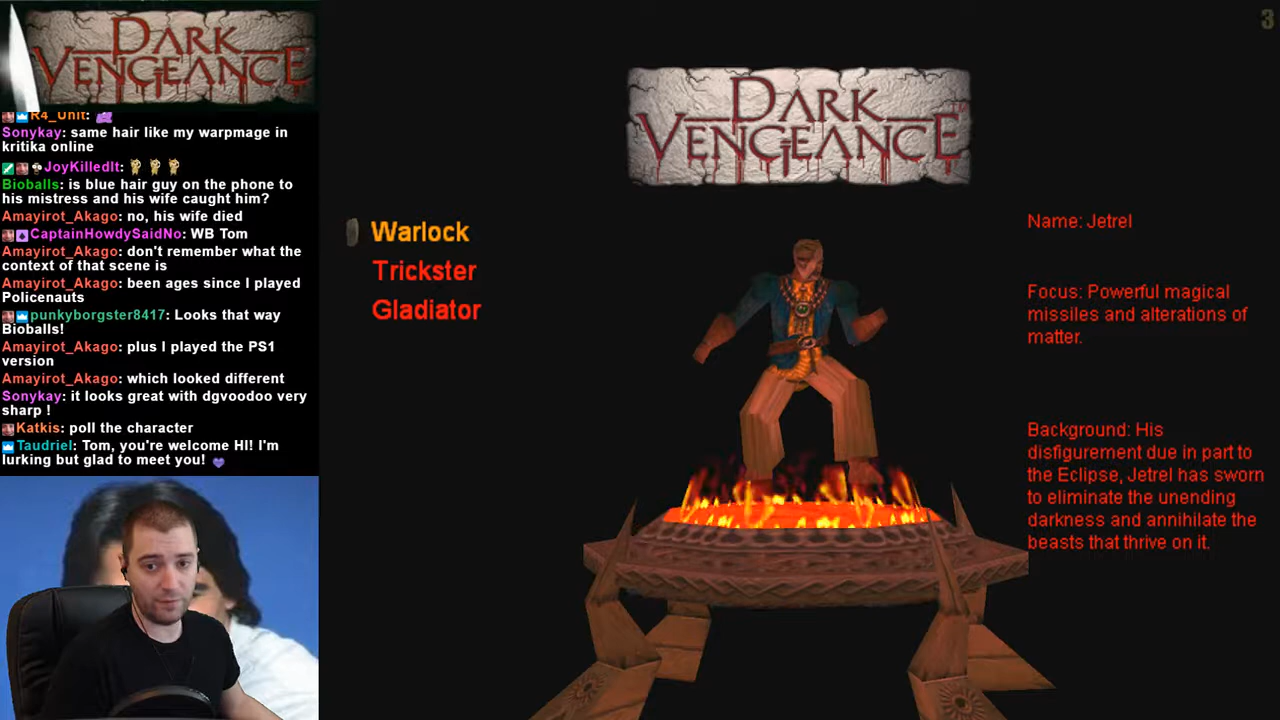 DARK
VENGEANCE
R4_Unit:
Sonykay: same hair like my warpmage in
kritika online
JoyKilledIt:
Bioballs: is blue hair guy on the phone to
his mistress and his wife caught him?
Amayirot_Akago: no, his wife died
CaptainHowdySaidNo: WB Tom
Amayirot_Akago: don't remember what the
context of that scene is
Amayirot_Akago: been ages since I played
Policenauts
punkyborgster8417: Looks that way
Bioballs!
Amayirot_Akago: plus I played the PS1
version
Amayirot_Akago: which looked different
Sonykay: it looks great with dgvoodoo very
sharp !
Katkis: poll the character
Taudriel: Tom, you're welcome HI! I'm
lurking but glad to meet you!
3
DARK
VENGEANCE™
Warlock
Trickster
Gladiator
Name: Jetrel
Focus: Powerful magical
missiles and alterations of
matter.
Background: His
disfigurement due in part to
the Eclipse, Jetrel has sworn
to eliminate the unending
darkness and annihilate the
beasts that thrive on it.